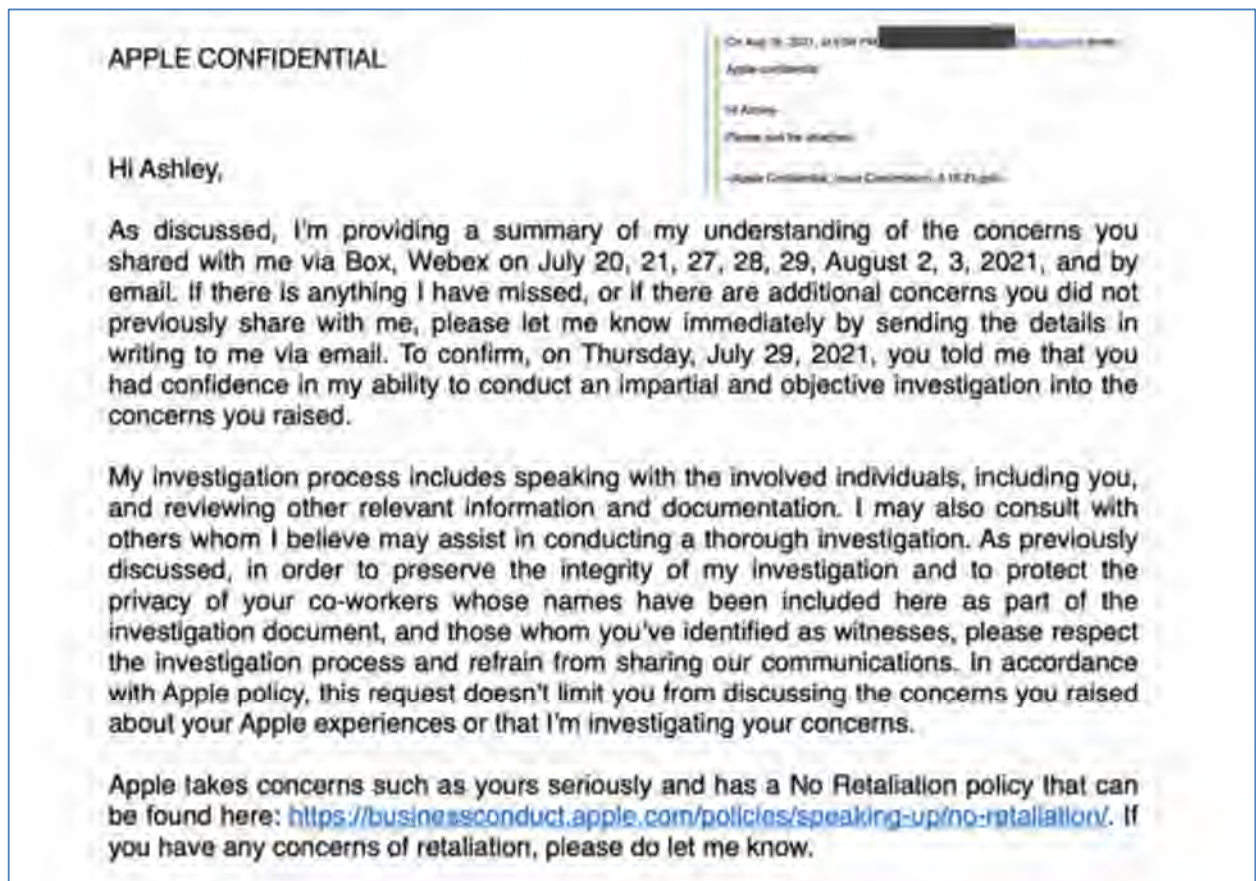 APPLE CONFIDENTIAL
Apple confidential
Hi Ashley
Hi Ashley,
As discussed, I'm providing a summary of my understanding of the concerns you
shared with me via Box, Webex on July 20, 21, 27, 28, 29, August 2, 3, 2021, and by
email. If there is anything I have missed, or if there are additional concerns you did not
previously share with me, please let me know immediately by sending the details in
writing to me via email. To confirm, on Thursday, July 29, 2021, you told me that you
had confidence in my ability to conduct an impartial and objective investigation into the
concerns you raised.
My investigation process includes speaking with the involved individuals, including you,
and reviewing other relevant information and documentation. I may also consult with
others whom I believe may assist in conducting a thorough investigation. As previously
discussed, in order to preserve the integrity of my investigation and to protect the
privacy of your co-workers whose names have been included here as part of the
investigation document, and those whom you've identified as witnesses, please respect
the investigation process and refrain from sharing our communications. In accordance
with Apple policy, this request doesn't limit you from discussing the concerns you raised
about your Apple experiences or that I'm investigating your concerns.
Apple takes concerns such as yours seriously and has a No Retaliation policy that can
be found here: https://businessconduct.apple.com/policies/speaking-up/no-retaliation/. If
you have any concerns of retaliation, please do let me know.